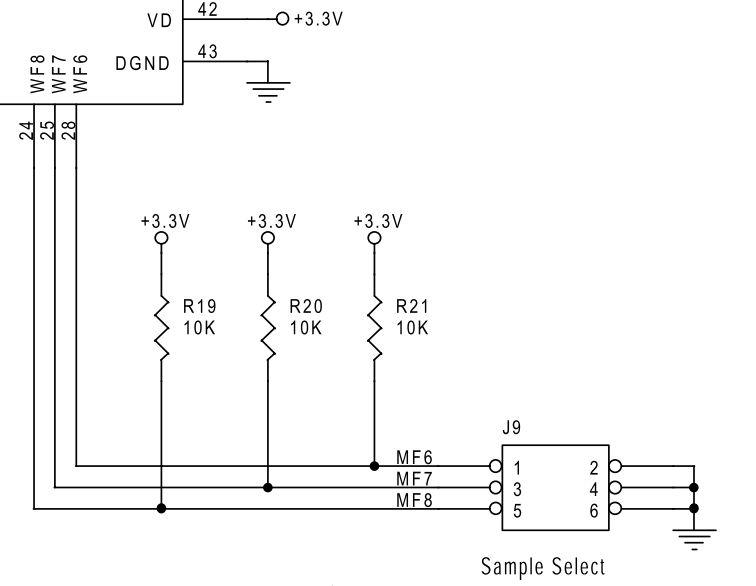 VD
42
+3.3V
DGND
43
WF8
WF7
WF6
24
25
28
+3.3V
+3.3V
+3.3V
R19
10K
R20
10K
R21
10K
J9
MF6
MF7
MF8
1
2
3
4
5
6
Sample Select